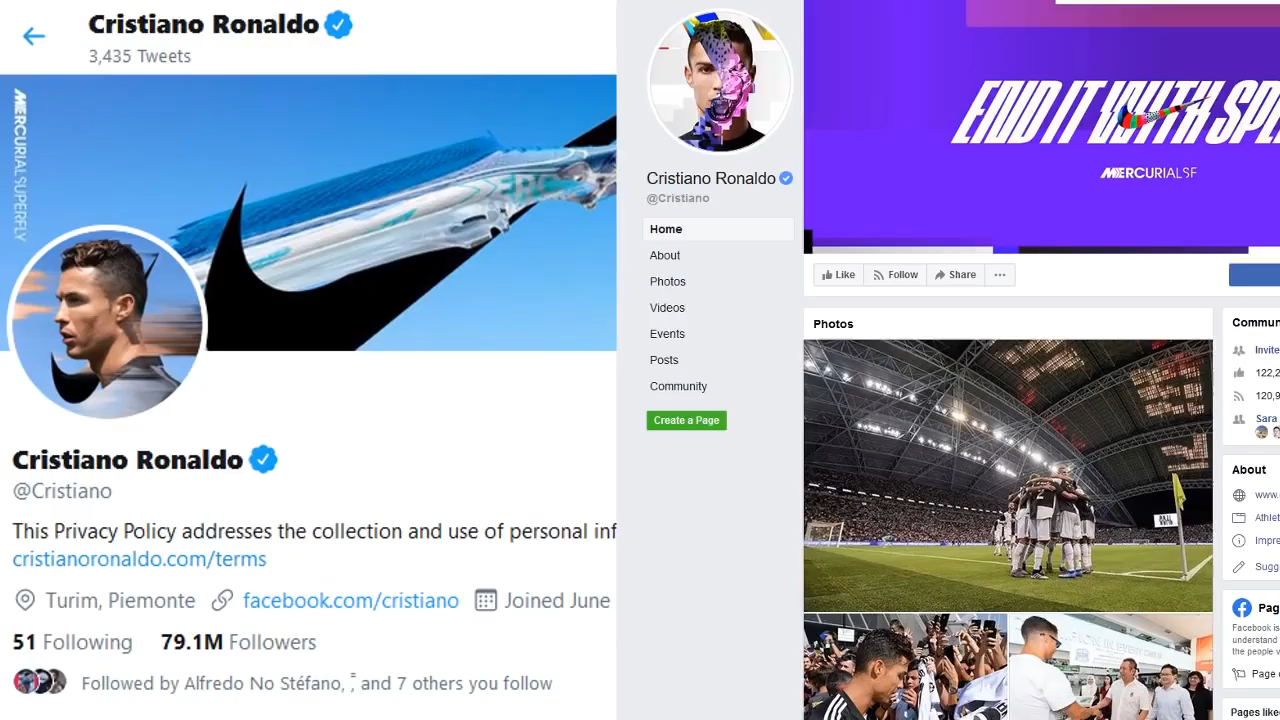 Cristiano Ronaldo
3,435 Tweets
MERCURIALSUPERFLY
Cristiano Ronaldo
@Cristiano
This Privacy Policy addresses the collection and use of personal inf
cristianoronaldo.com/terms
Turim, Piemonte facebook.com/cristiano Joined June
51 Following 79.1M Followers
Followed by Alfredo No Stéfano, and 7 others you follow
Cristiano Ronaldo
@Cristiano
Home
About
Photos
Videos
Events
Posts
Community
Create a Page
END IT WITH SPE
MERCURIALSF
Like Follow Share
Photos
Commun
Invite
122,2
120,9
Sara
About
www.
Athlet
Impre
Sugg
Pag
Facebook is
understand
the people v
Page c
Pages like